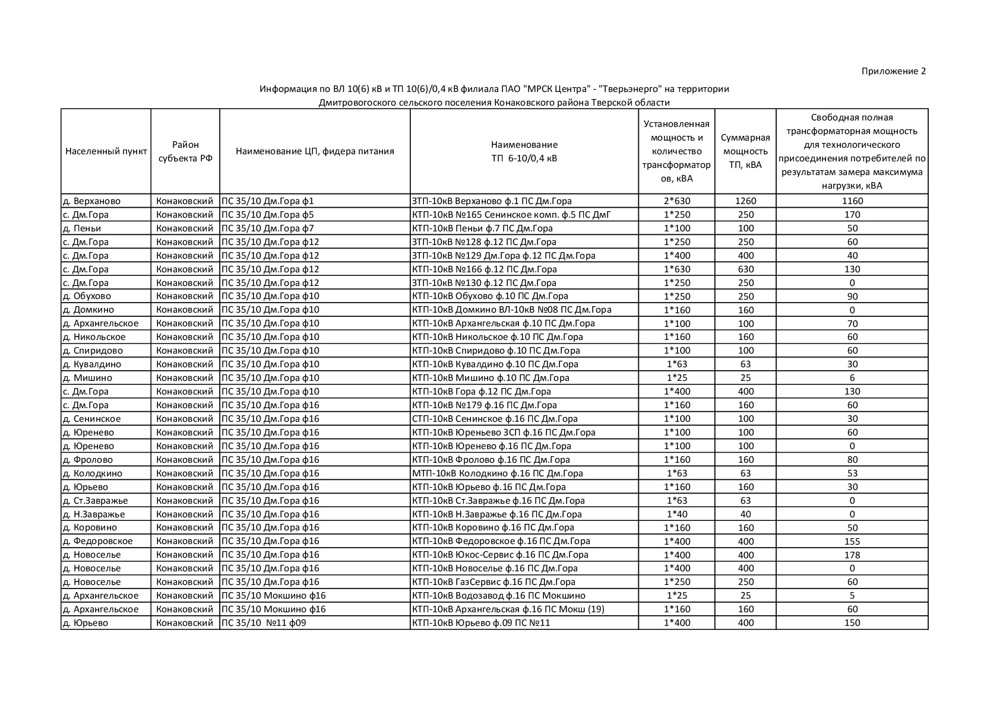 Приложение 2
Информация по ВЛ 10(6) кВ и ТП 10(6)/0,4 кВ филиала ПАО "МРСК Центра" - "Тверьэнерго" на территории
Дмитровогоского сельского поселения Конаковского района Тверской области
Населенный пункт
Район
субъекта РФ
Наименование ЦП, фидера питания
Наименование
ТП 6-10/0,4 кВ
Установленная
мощность и
количество
трансформатор
ов, кВА
Суммарная
мощность
ТП, кВА
Свободная полная
трансформаторная мощность
для технологического
присоединения потребителей по
результатам замера максимума
нагрузки, кВА
д. Верханово Конаковский ПС 35/10 Дм.Гора ф1 ЗТП-10кВ Верханово ф.1 ПС Дм.Гора 2*630 1260 1160
с. Дм.Гора Конаковский ПС 35/10 Дм.Гора ф5 КТП-10кВ №165 Сенинское комп. ф.5 ПС ДмГ 1*250 250 170
д. Пеньи Конаковский ПС 35/10 Дм.Гора ф7 КТП-10кВ Пеньи ф.7 ПС Дм.Гора 1*100 100 50
с. Дм.Гора Конаковский ПС 35/10 Дм.Гора ф12 ЗТП-10кВ №128 ф.12 ПС Дм.Гора 1*250 250 60
с. Дм.Гора Конаковский ПС 35/10 Дм.Гора ф12 ЗТП-10кВ №129 Дм.Гора ф.12 ПС Дм.Гора 1*400 400 40
с. Дм.Гора Конаковский ПС 35/10 Дм.Гора ф12 КТП-10кВ №166 ф.12 ПС Дм.Гора 1*630 630 130
с. Дм.Гора Конаковский ПС 35/10 Дм.Гора ф12 ЗТП-10кВ №130 ф.12 ПС Дм.Гора 1*250 250 0
д. Обухово Конаковский ПС 35/10 Дм.Гора ф10 КТП-10кВ Обухово ф.10 ПС Дм.Гора 1*250 250 90
д. Домкино Конаковский ПС 35/10 Дм.Гора ф10 КТП-10кВ Домкино ВЛ-10кВ №08 ПС Дм.Гора 1*160 160 0
д. Архангельское Конаковский ПС 35/10 Дм.Гора ф10 КТП-10кВ Архангельская ф.10 ПС Дм.Гора 1*100 100 70
д. Никольское Конаковский ПС 35/10 Дм.Гора ф10 КТП-10кВ Никольское ф.10 ПС Дм.Гора 1*160 160 60
д. Спиридово Конаковский ПС 35/10 Дм.Гора ф10 КТП-10кВ Спиридово ф.10 ПС Дм.Гора 1*100 100 60
д. Кувалдино Конаковский ПС 35/10 Дм.Гора ф10 КТП-10кВ Кувалдино ф.10 ПС Дм.Гора 1*63 63 30
д. Мишино Конаковский ПС 35/10 Дм.Гора ф10 КТП-10кВ Мишино ф.10 ПС Дм.Гора 1*25 25 6
с. Дм.Гора Конаковский ПС 35/10 Дм.Гора ф10 КТП-10кВ Гора ф.12 ПС Дм.Гора 1*400 400 130
с. Дм.Гора Конаковский ПС 35/10 Дм.Гора ф16 КТП-10кВ №179 ф.16 ПС Дм.Гора 1*160 160 60
д. Сенинское Конаковский ПС 35/10 Дм.Гора ф16 СТП-10кВ Сенинское ф.16 ПС Дм.Гора 1*100 100 30
д. Юренево Конаковский ПС 35/10 Дм.Гора ф16 КТП-10кВ Юреньево ЗСП ф.16 ПС Дм.Гора 1*100 100 60
д. Юренево Конаковский ПС 35/10 Дм.Гора ф16 КТП-10кВ Юренево ф.16 ПС Дм.Гора 1*100 100 0
д. Фролово Конаковский ПС 35/10 Дм.Гора ф16 КТП-10кВ Фролово ф.16 ПС Дм.Гора 1*160 160 80
д. Колодкино Конаковский ПС 35/10 Дм.Гора ф16 МТП-10кВ Колодкино ф.16 ПС Дм.Гора 1*63 63 53
д. Юрьево Конаковский ПС 35/10 Дм.Гора ф16 КТП-10кВ Юрьево ф.16 ПС Дм.Гора 1*160 160 30
д. Ст.Завражье Конаковский ПС 35/10 Дм.Гора ф16 КТП-10кВ Ст.Завражье ф.16 ПС Дм.Гора 1*63 63 0
д. Н.Завражье Конаковский ПС 35/10 Дм.Гора ф16 КТП-10кВ Н.Завражье ф.16 ПС Дм.Гора 1*40 40 0
д. Коровино Конаковский ПС 35/10 Дм.Гора ф16 КТП-10кВ Коровино ф.16 ПС Дм.Гора 1*160 160 50
д. Федоровское Конаковский ПС 35/10 Дм.Гора ф16 КТП-10кВ Федоровское ф.16 ПС Дм.Гора 1*400 400 155
д. Новоселье Конаковский ПС 35/10 Дм.Гора ф16 КТП-10кВ Юкос-Сервис ф.16 ПС Дм.Гора 1*400 400 178
д. Новоселье Конаковский ПС 35/10 Дм.Гора ф16 КТП-10кВ Новоселье ф.16 ПС Дм.Гора 1*400 400 0
д. Новоселье Конаковский ПС 35/10 Дм.Гора ф16 КТП-10кВ ГазСервис ф.16 ПС Дм.Гора 1*250 250 60
д. Архангельское Конаковский ПС 35/10 Мокшино ф16 КТП-10кВ Водозавод ф.16 ПС Мокшино 1*25 25 5
д. Архангельское Конаковский ПС 35/10 Мокшино ф16 КТП-10кВ Архангельская ф.16 ПС Мокш (19) 1*160 160 60
д. Юрьево Конаковский ПС 35/10 №11 ф09 КТП-10кВ Юрьево ф.09 ПС №11 1*400 400 150